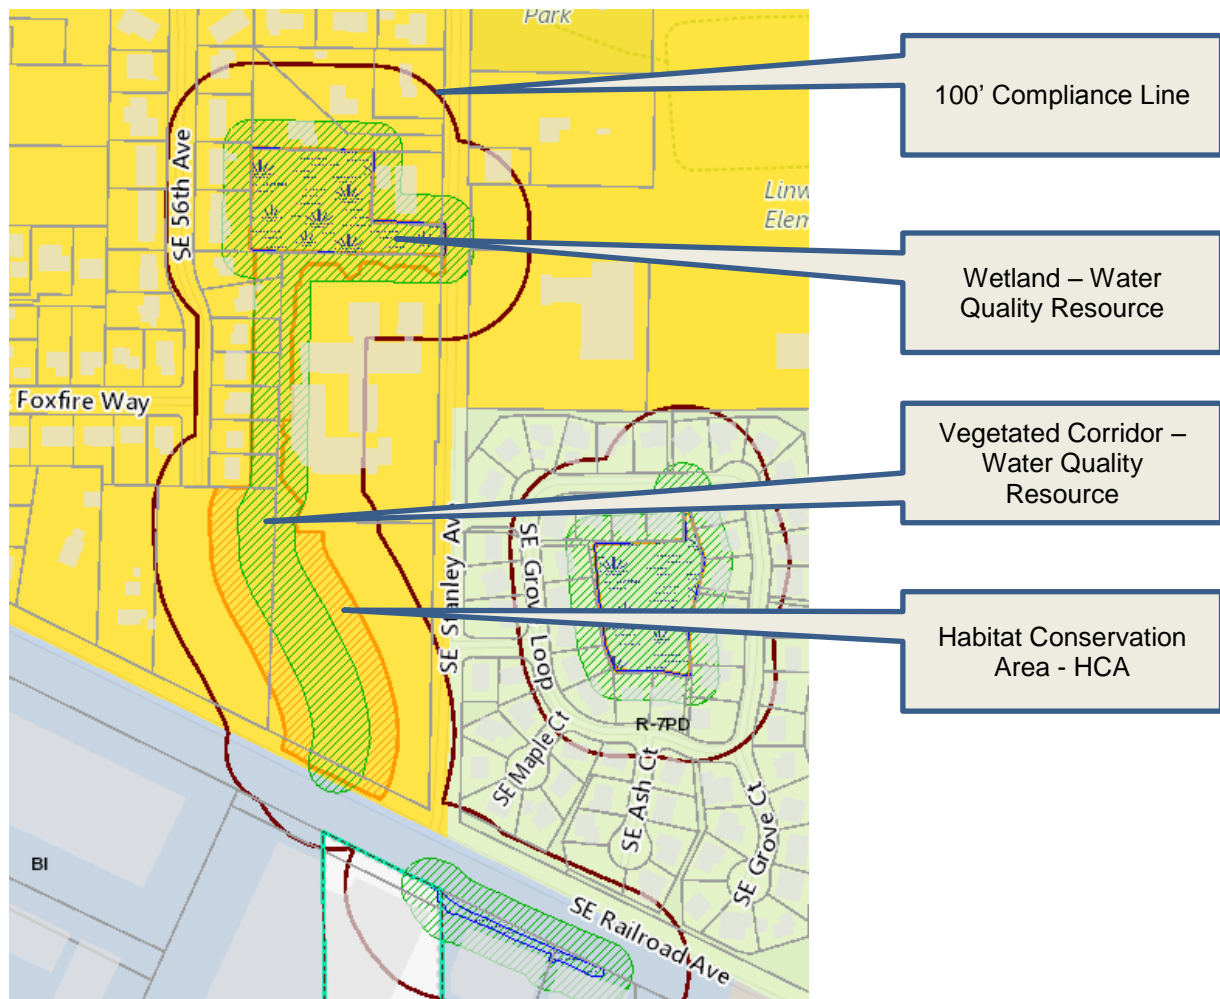 Park
100’ Compliance Line
SE 56th Ave
Linw
Elem
Wetland – Water
Quality Resource
Foxfire Way
Vegetated Corridor –
Water Quality
Resource
SE Stanley Ave
SE Grove Loop
Habitat Conservation
Area - HCA
R-7PD
SE Maple Ct
SE Ash Ct
SE Grove Ct
BI
SE Railroad Ave